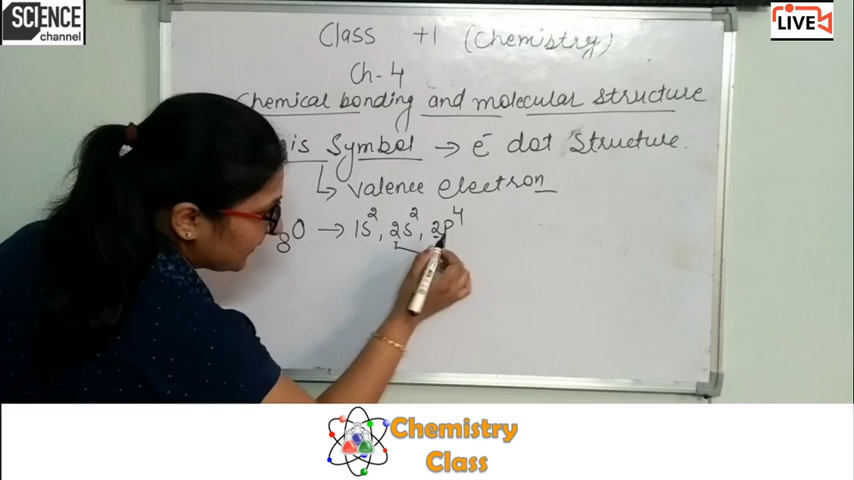 SCIENCE
channel
LIVE
Class +1 (Chemistry)
Ch-4
Chemical bonding and molecular structure
is Symbol → e⁻ dot Structure.
↳ Valence electron
₈O → 1s², 2s², 2p⁴
Chemistry
Class